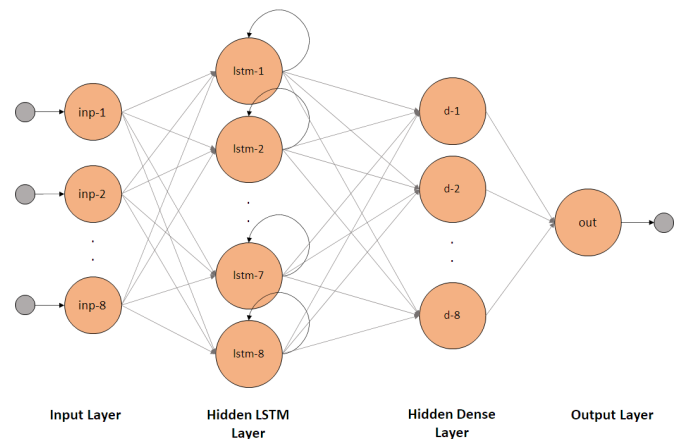 inp-1
inp-2
inp-8
lstm-1
lstm-2
lstm-7
lstm-8
d-1
d-2
d-8
out
Input Layer
Hidden LSTM
Layer
Hidden Dense
Layer
Output Layer